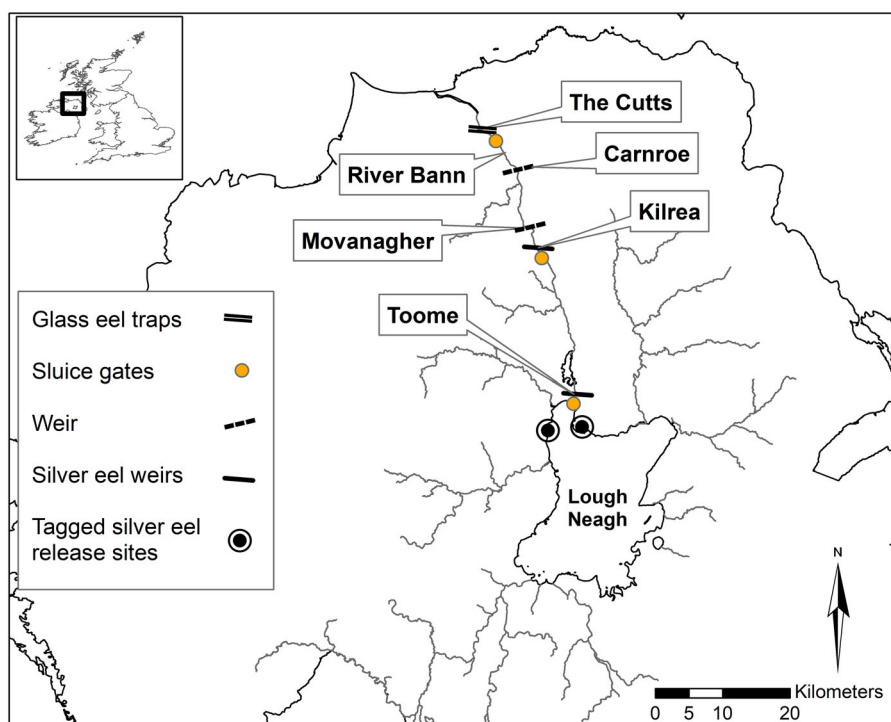 The Cutts
River Bann
Carnroe
Kilrea
Movanagher
Toome
Glass eel traps
Sluice gates
Weir
Silver eel weirs
Tagged silver eel
release sites
Lough
Neagh
N
Kilometers
0 5 10 20